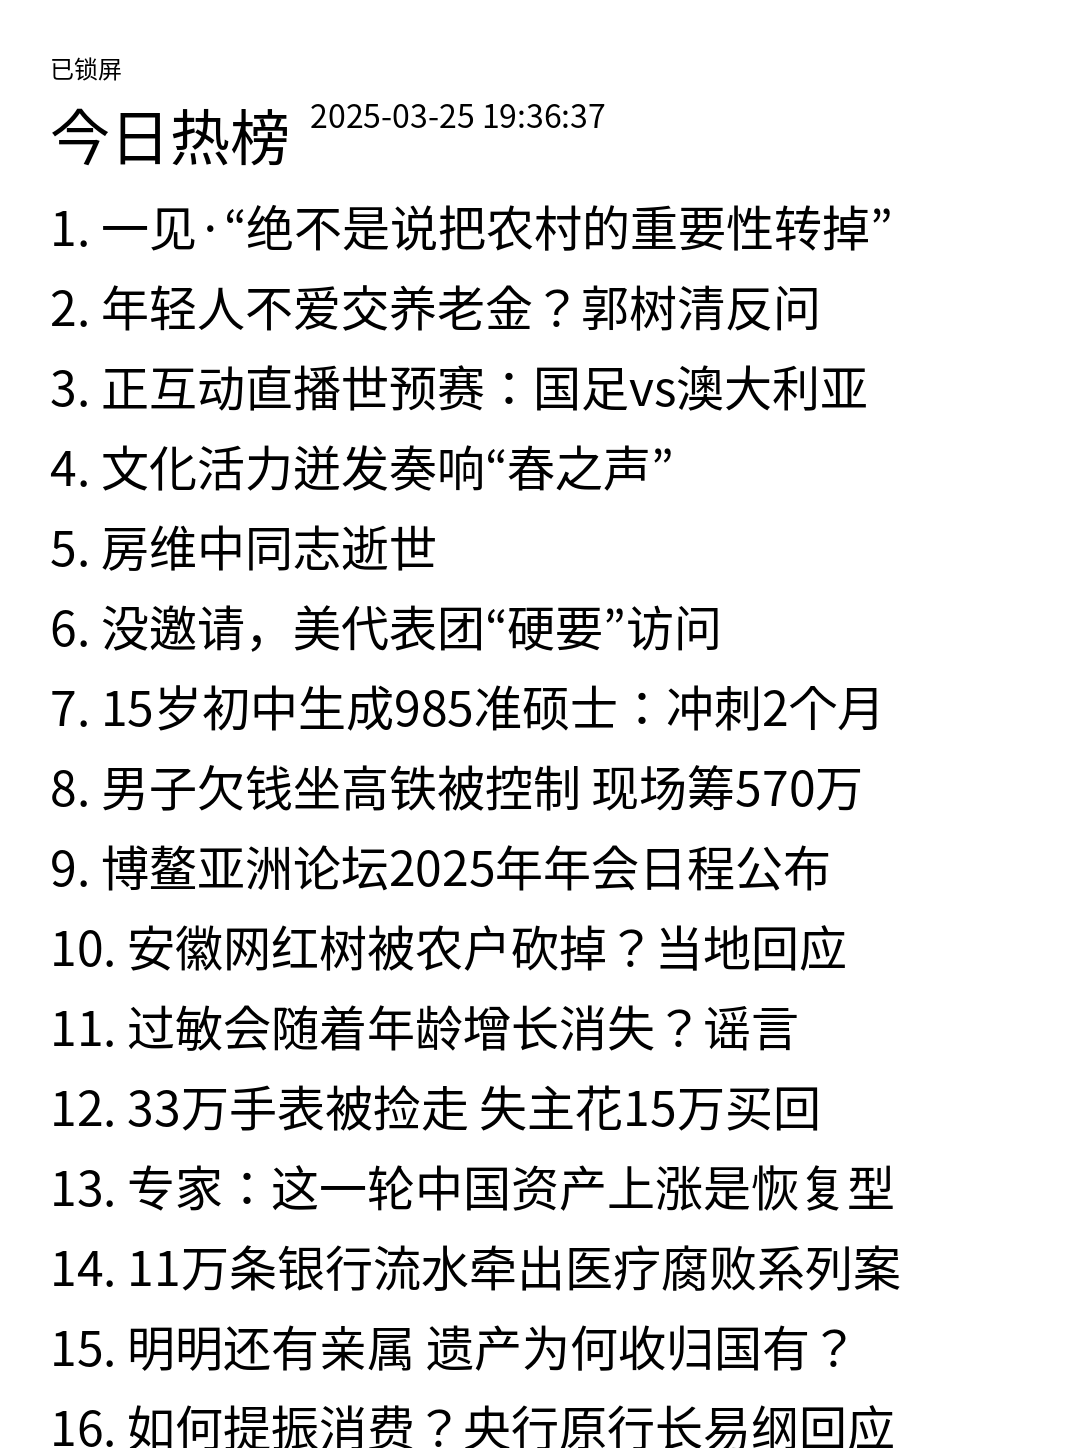 已锁屏
今日热榜 2025-03-25 19:36:37
1. 一见·“绝不是说把农村的重要性转掉”
2. 年轻人不爱交养老金？郭树清反问
3. 正互动直播世预赛：国足vs澳大利亚
4. 文化活力迸发奏响“春之声”
5. 房维中同志逝世
6. 没邀请，美代表团“硬要”访问
7. 15岁初中生成985准硕士：冲刺2个月
8. 男子欠钱坐高铁被控制 现场筹570万
9. 博鳌亚洲论坛2025年年会日程公布
10. 安徽网红树被农户砍掉？当地回应
11. 过敏会随着年龄增长消失？谣言
12. 33万手表被捡走 失主花15万买回
13. 专家：这一轮中国资产上涨是恢复型
14. 11万条银行流水牵出医疗腐败系列案
15. 明明还有亲属 遗产为何收归国有？
16. 如何提振消费？央行原行长易纲回应